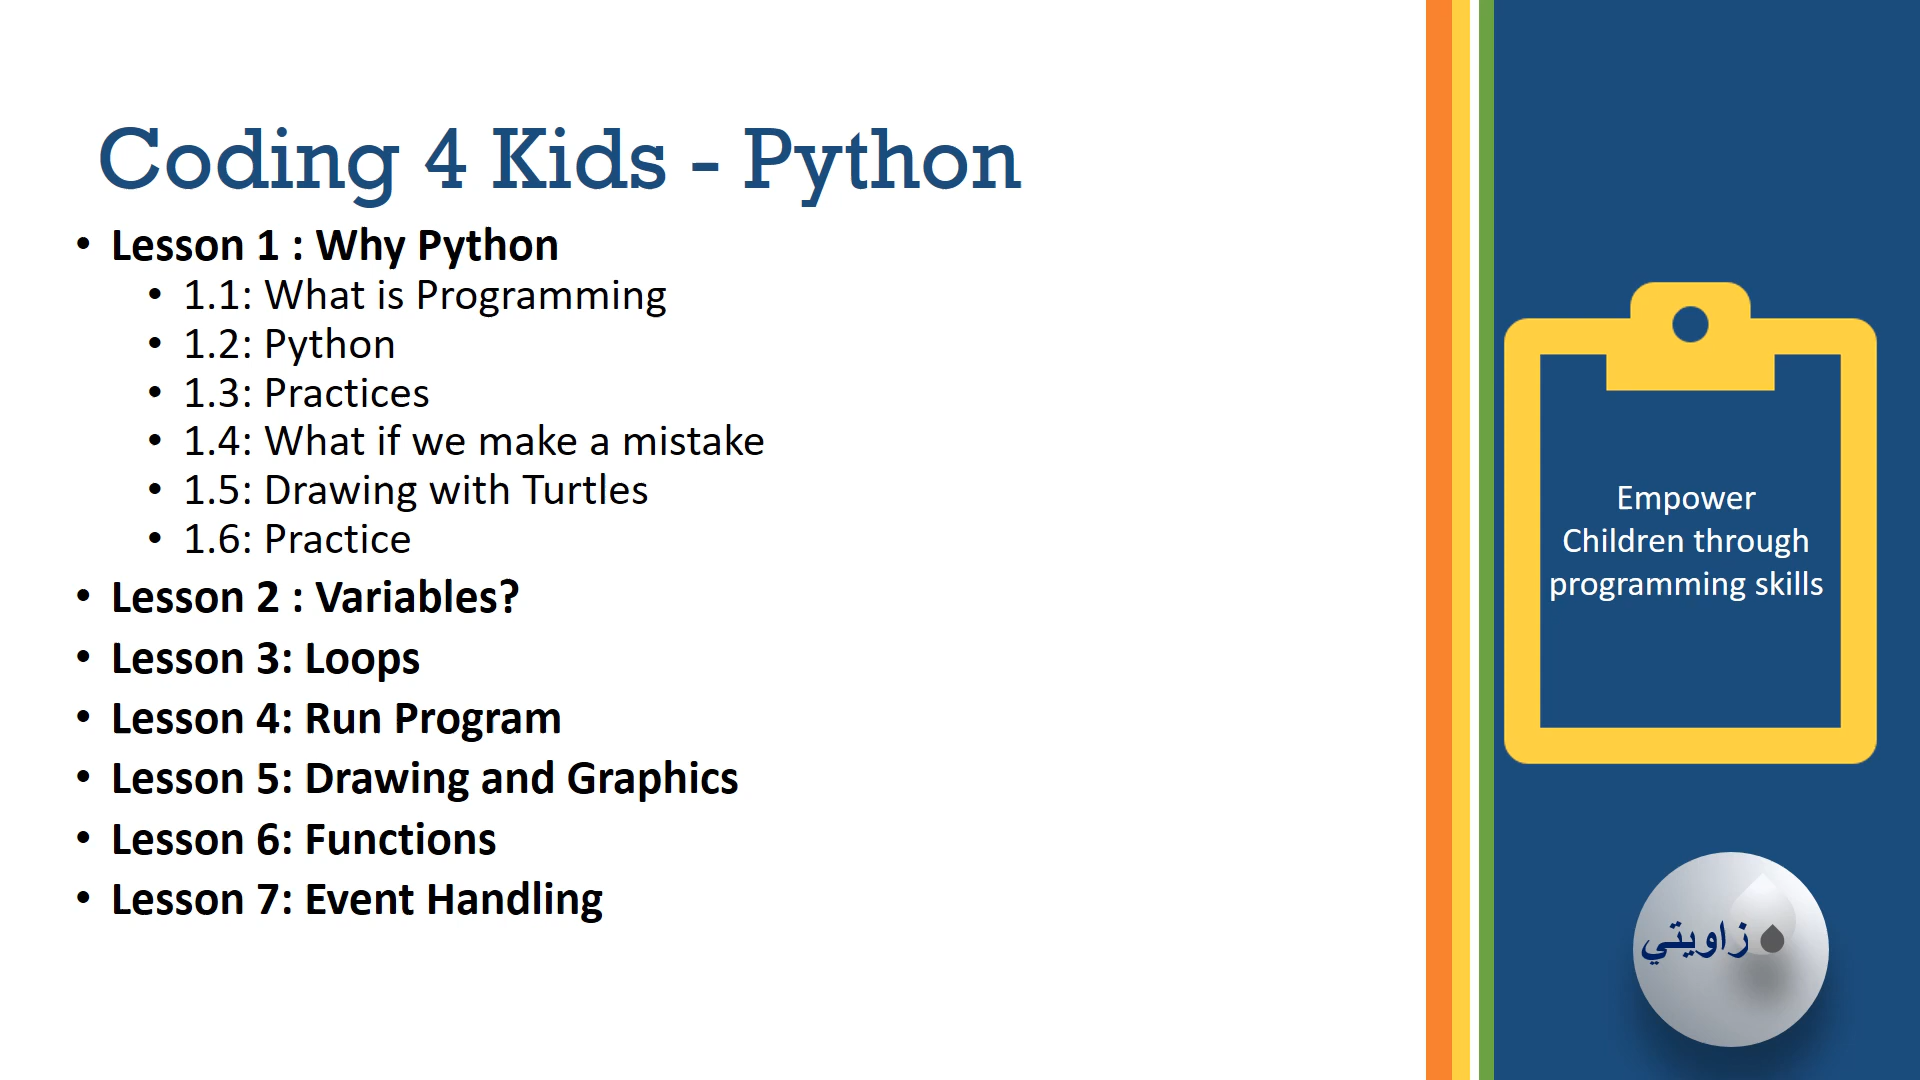 Coding 4 Kids - Python
• Lesson 1 : Why Python
• 1.1: What is Programming
• 1.2: Python
• 1.3: Practices
• 1.4: What if we make a mistake
• 1.5: Drawing with Turtles
• 1.6: Practice
• Lesson 2 : Variables?
• Lesson 3: Loops
• Lesson 4: Run Program
• Lesson 5: Drawing and Graphics
• Lesson 6: Functions
• Lesson 7: Event Handling
Empower
Children through
programming skills
زاويتي